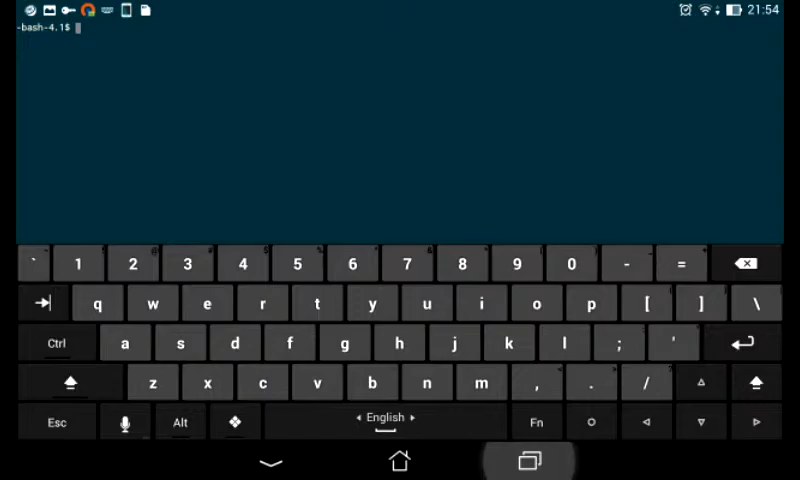 21:54
-bash-4.1$
` 1 2 3 4 5 6 7 8 9 0 - =
q w e r t y u i o p [ ] \
Ctrl a s d f g h j k l ; '
z x c v b n m , . /
Esc Alt English Fn